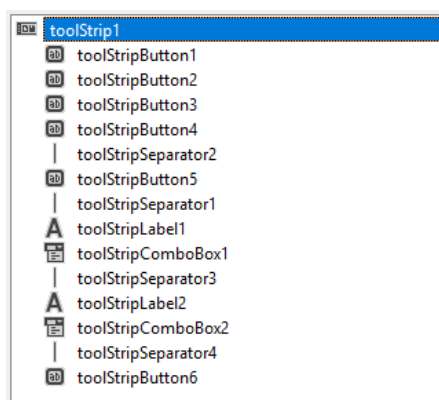 toolStrip1
toolStripButton1
toolStripButton2
toolStripButton3
toolStripButton4
toolStripSeparator2
toolStripButton5
toolStripSeparator1
toolStripLabel1
toolStripComboBox1
toolStripSeparator3
toolStripLabel2
toolStripComboBox2
toolStripSeparator4
toolStripButton6